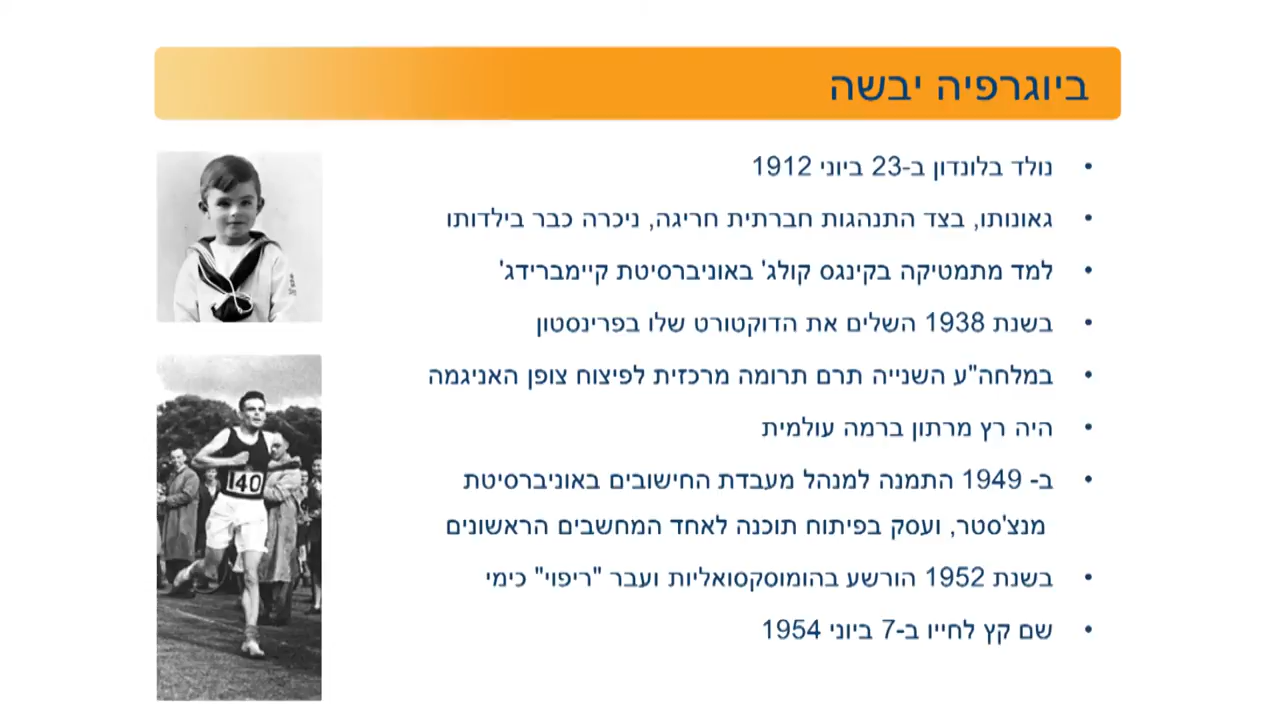 ביוגרפיה יבשה
• נולד בלונדון ב-23 ביוני 1912
• גאונותו, בצד התנהגות חברתית חריגה, ניכרה כבר בילדותו
• למד מתמטיקה בקינגס קולג' באוניברסיטת קיימברידג'
• בשנת 1938 השלים את הדוקטורט שלו בפרינסטון
• במלחה"ע השנייה תרם תרומה מרכזית לפיצוח צופן האניגמה
• היה רץ מרתון ברמה עולמית
• ב- 1949 התמנה למנהל מעבדת החישובים באוניברסיטת
מנצ'סטר, ועסק בפיתוח תוכנה לאחד המחשבים הראשונים
• בשנת 1952 הורשע בהומוסקסואליות ועבר "ריפוי" כימי
• שם קץ לחייו ב-7 ביוני 1954
140